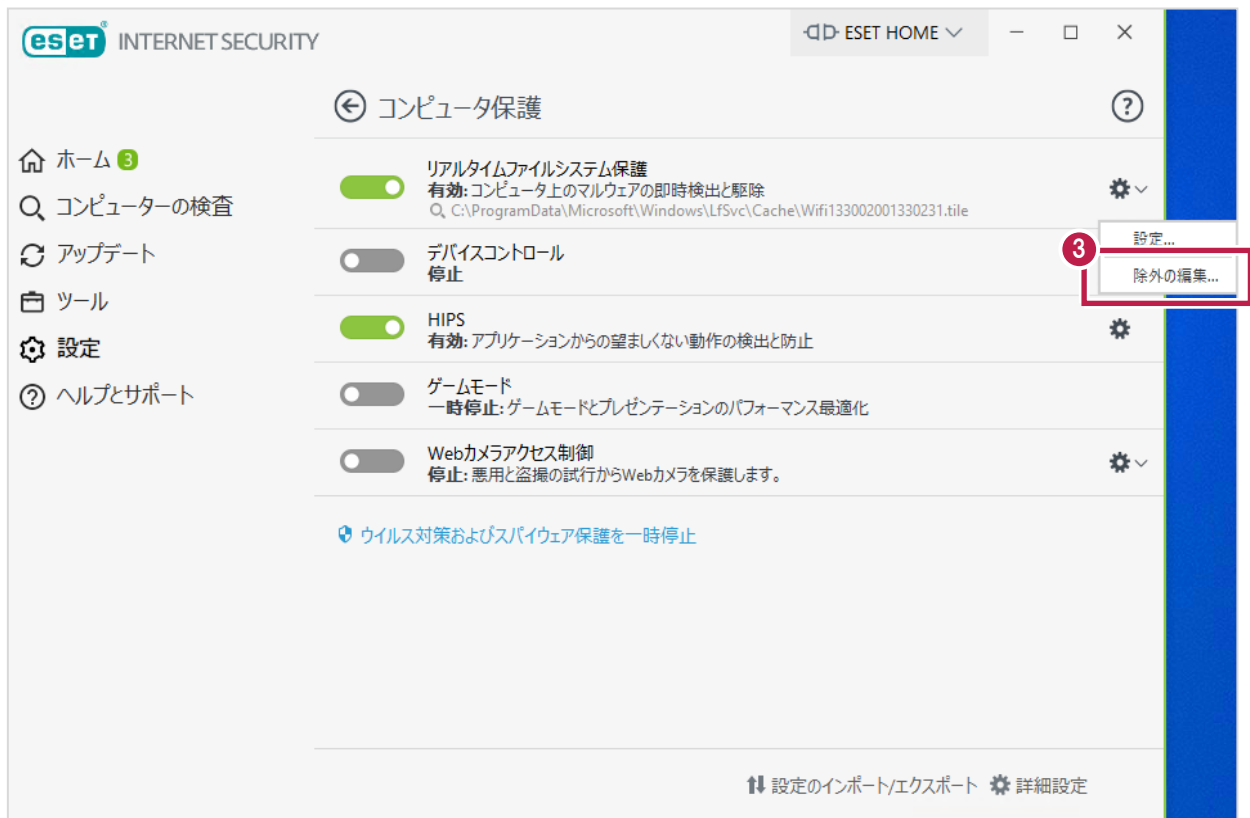 eset INTERNET SECURITY
ESET HOME
コンピュータ保護
ホーム 3
コンピューターの検査
アップデート
ツール
設定
ヘルプとサポート
リアルタイムファイルシステム保護
有効: コンピュータ上のマルウェアの即時検出と駆除
C:\ProgramData\Microsoft\Windows\LfSvc\Cache\Wifi133002001330231.tile
設定...
3
除外の編集...
デバイスコントロール
停止
HIPS
有効: アプリケーションからの望ましくない動作の検出と防止
ゲームモード
一時停止: ゲームモードとプレゼンテーションのパフォーマンス最適化
Webカメラアクセス制御
停止: 悪用と盗撮の試行からWebカメラを保護します。
ウイルス対策およびスパイウェア保護を一時停止
設定のインポート/エクスポート 詳細設定